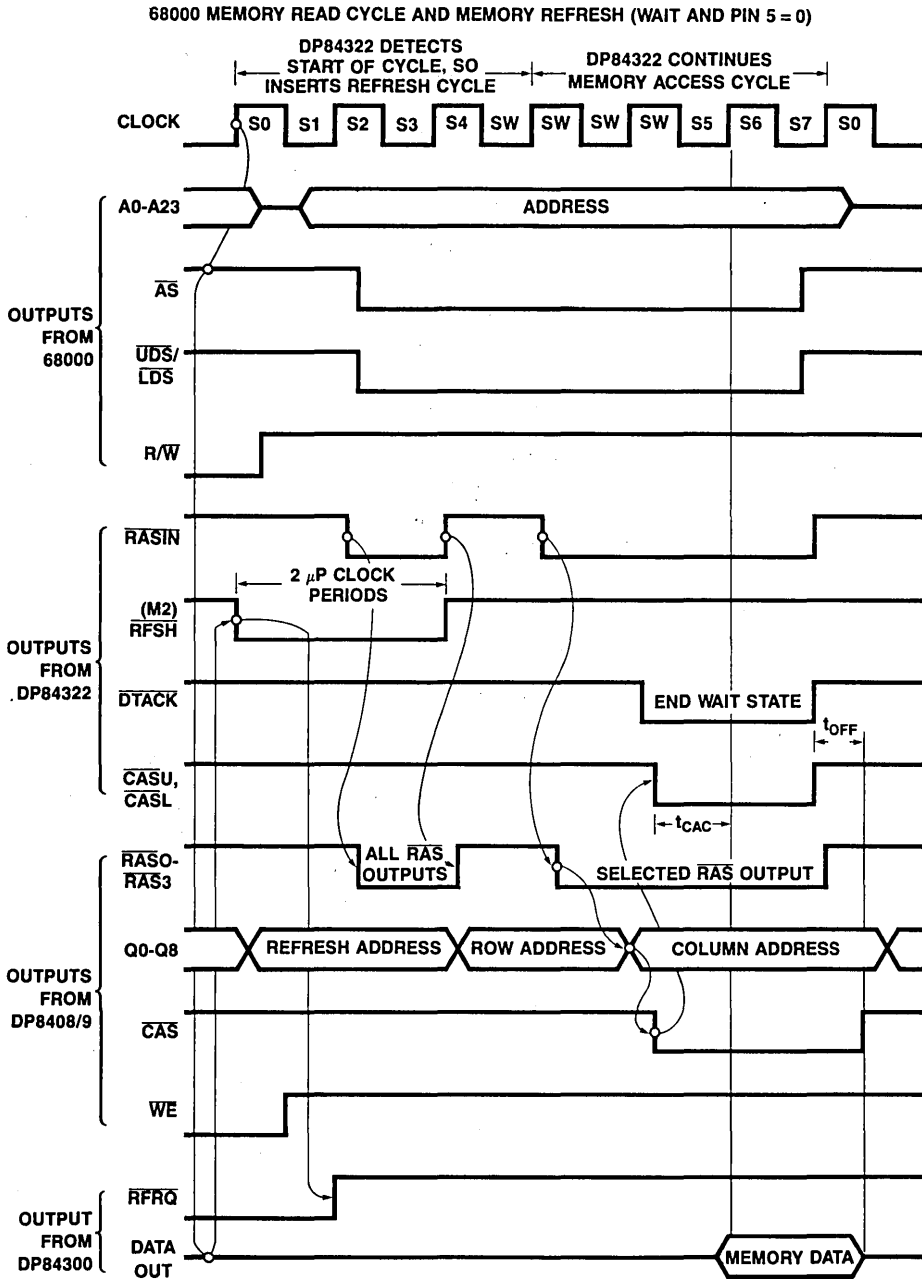 68000 MEMORY READ CYCLE AND MEMORY REFRESH (WAIT AND PIN 5 = 0)
DP84322 DETECTS
START OF CYCLE, SO
INSERTS REFRESH CYCLE
DP84322 CONTINUES
MEMORY ACCESS CYCLE
CLOCK
S0 S1 S2 S3 S4 SW SW SW SW S5 S6 S7 S0
OUTPUTS
FROM
68000
A0-A23
ADDRESS
AS
UDS/
LDS
R/W
OUTPUTS
FROM
DP84322
RASIN
2 μP CLOCK
PERIODS
(M2)
RFSH
DTACK
END WAIT STATE
tOFF
CASU,
CASL
tCAC
OUTPUTS
FROM
DP8408/9
RASO-
RAS3
ALL RAS
OUTPUTS
SELECTED RAS OUTPUT
Q0-Q8
REFRESH ADDRESS
ROW ADDRESS
COLUMN ADDRESS
CAS
WE
OUTPUT
FROM
DP84300
RFRQ
DATA
OUT
MEMORY DATA